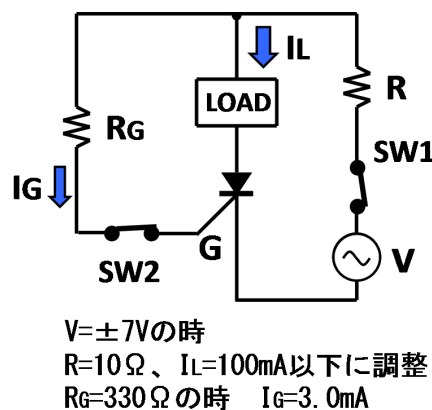 IL
LOAD
R
RG
SW1
IG
G
SW2
V
V=±7Vの時
R=10Ω、IL=100mA以下に調整
RG=330Ωの時 IG=3.0mA